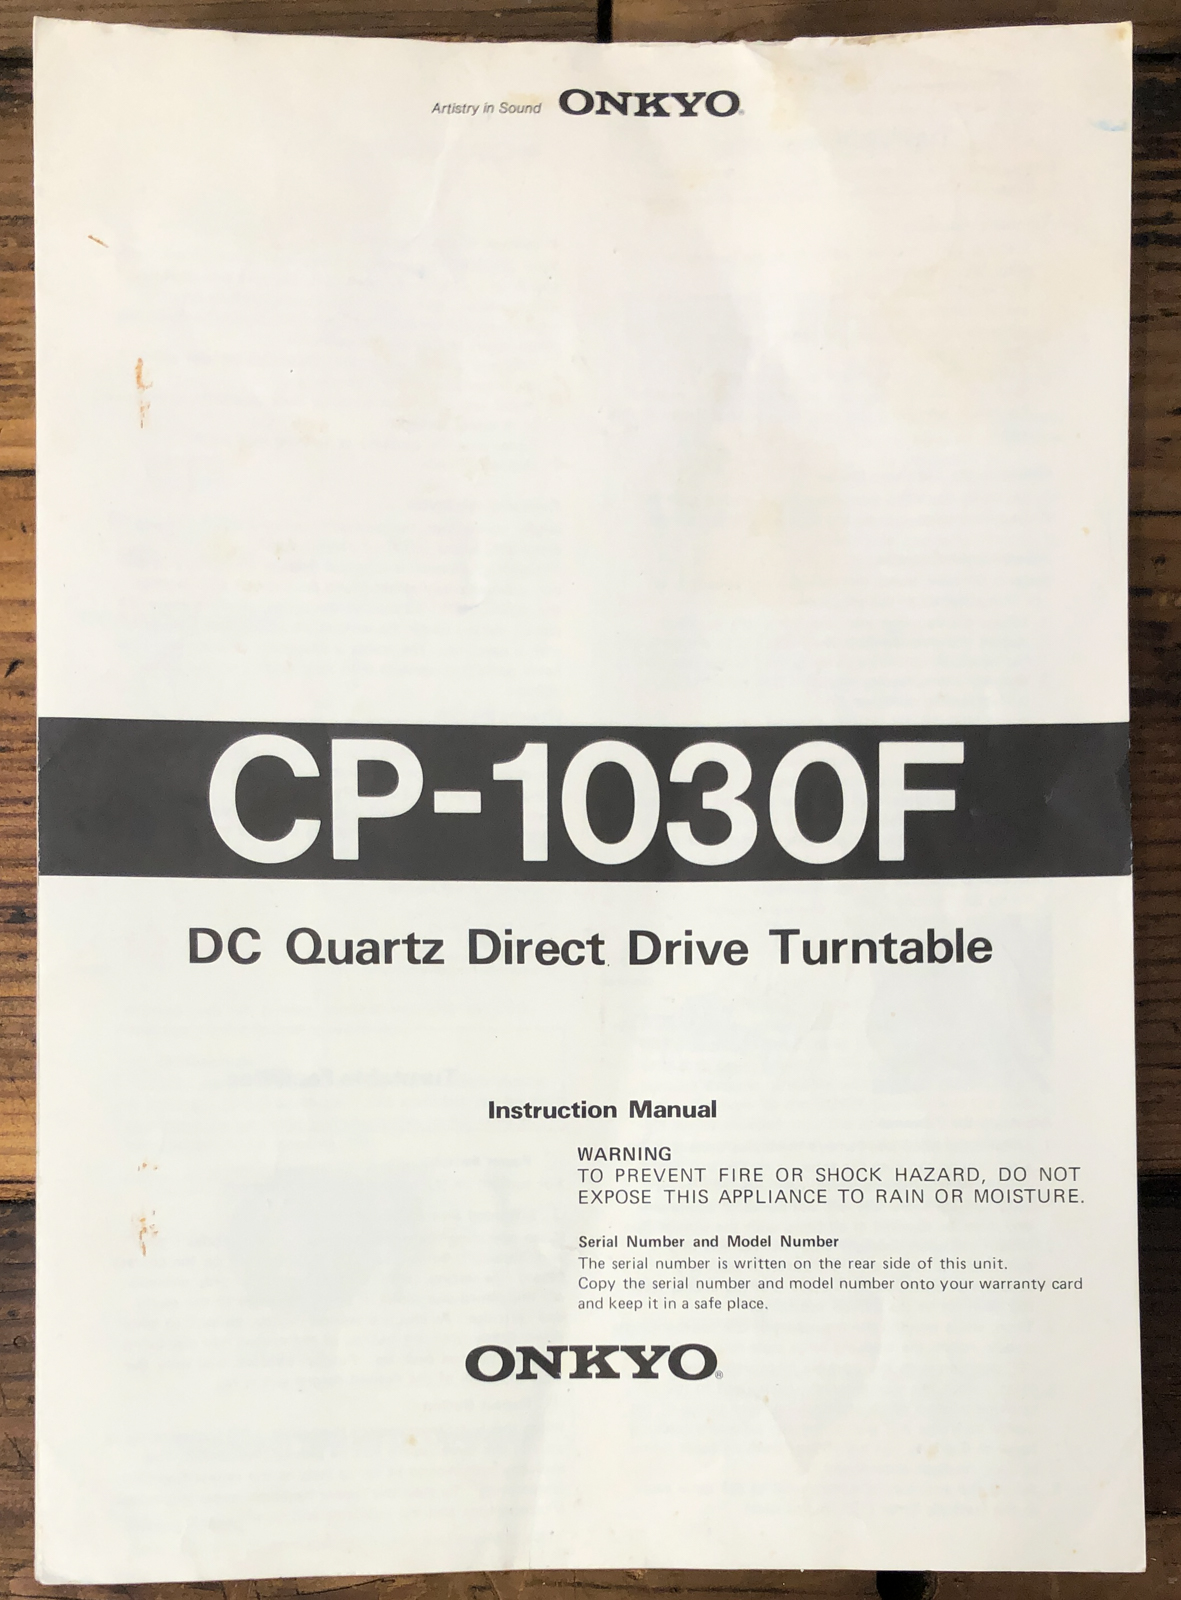 Artistry in Sound ONKYO®
CP-1030F
DC Quartz Direct Drive Turntable
Instruction Manual
WARNING
TO PREVENT FIRE OR SHOCK HAZARD, DO NOT
EXPOSE THIS APPLIANCE TO RAIN OR MOISTURE.
Serial Number and Model Number
The serial number is written on the rear side of this unit.
Copy the serial number and model number onto your warranty card
and keep it in a safe place.
ONKYO®